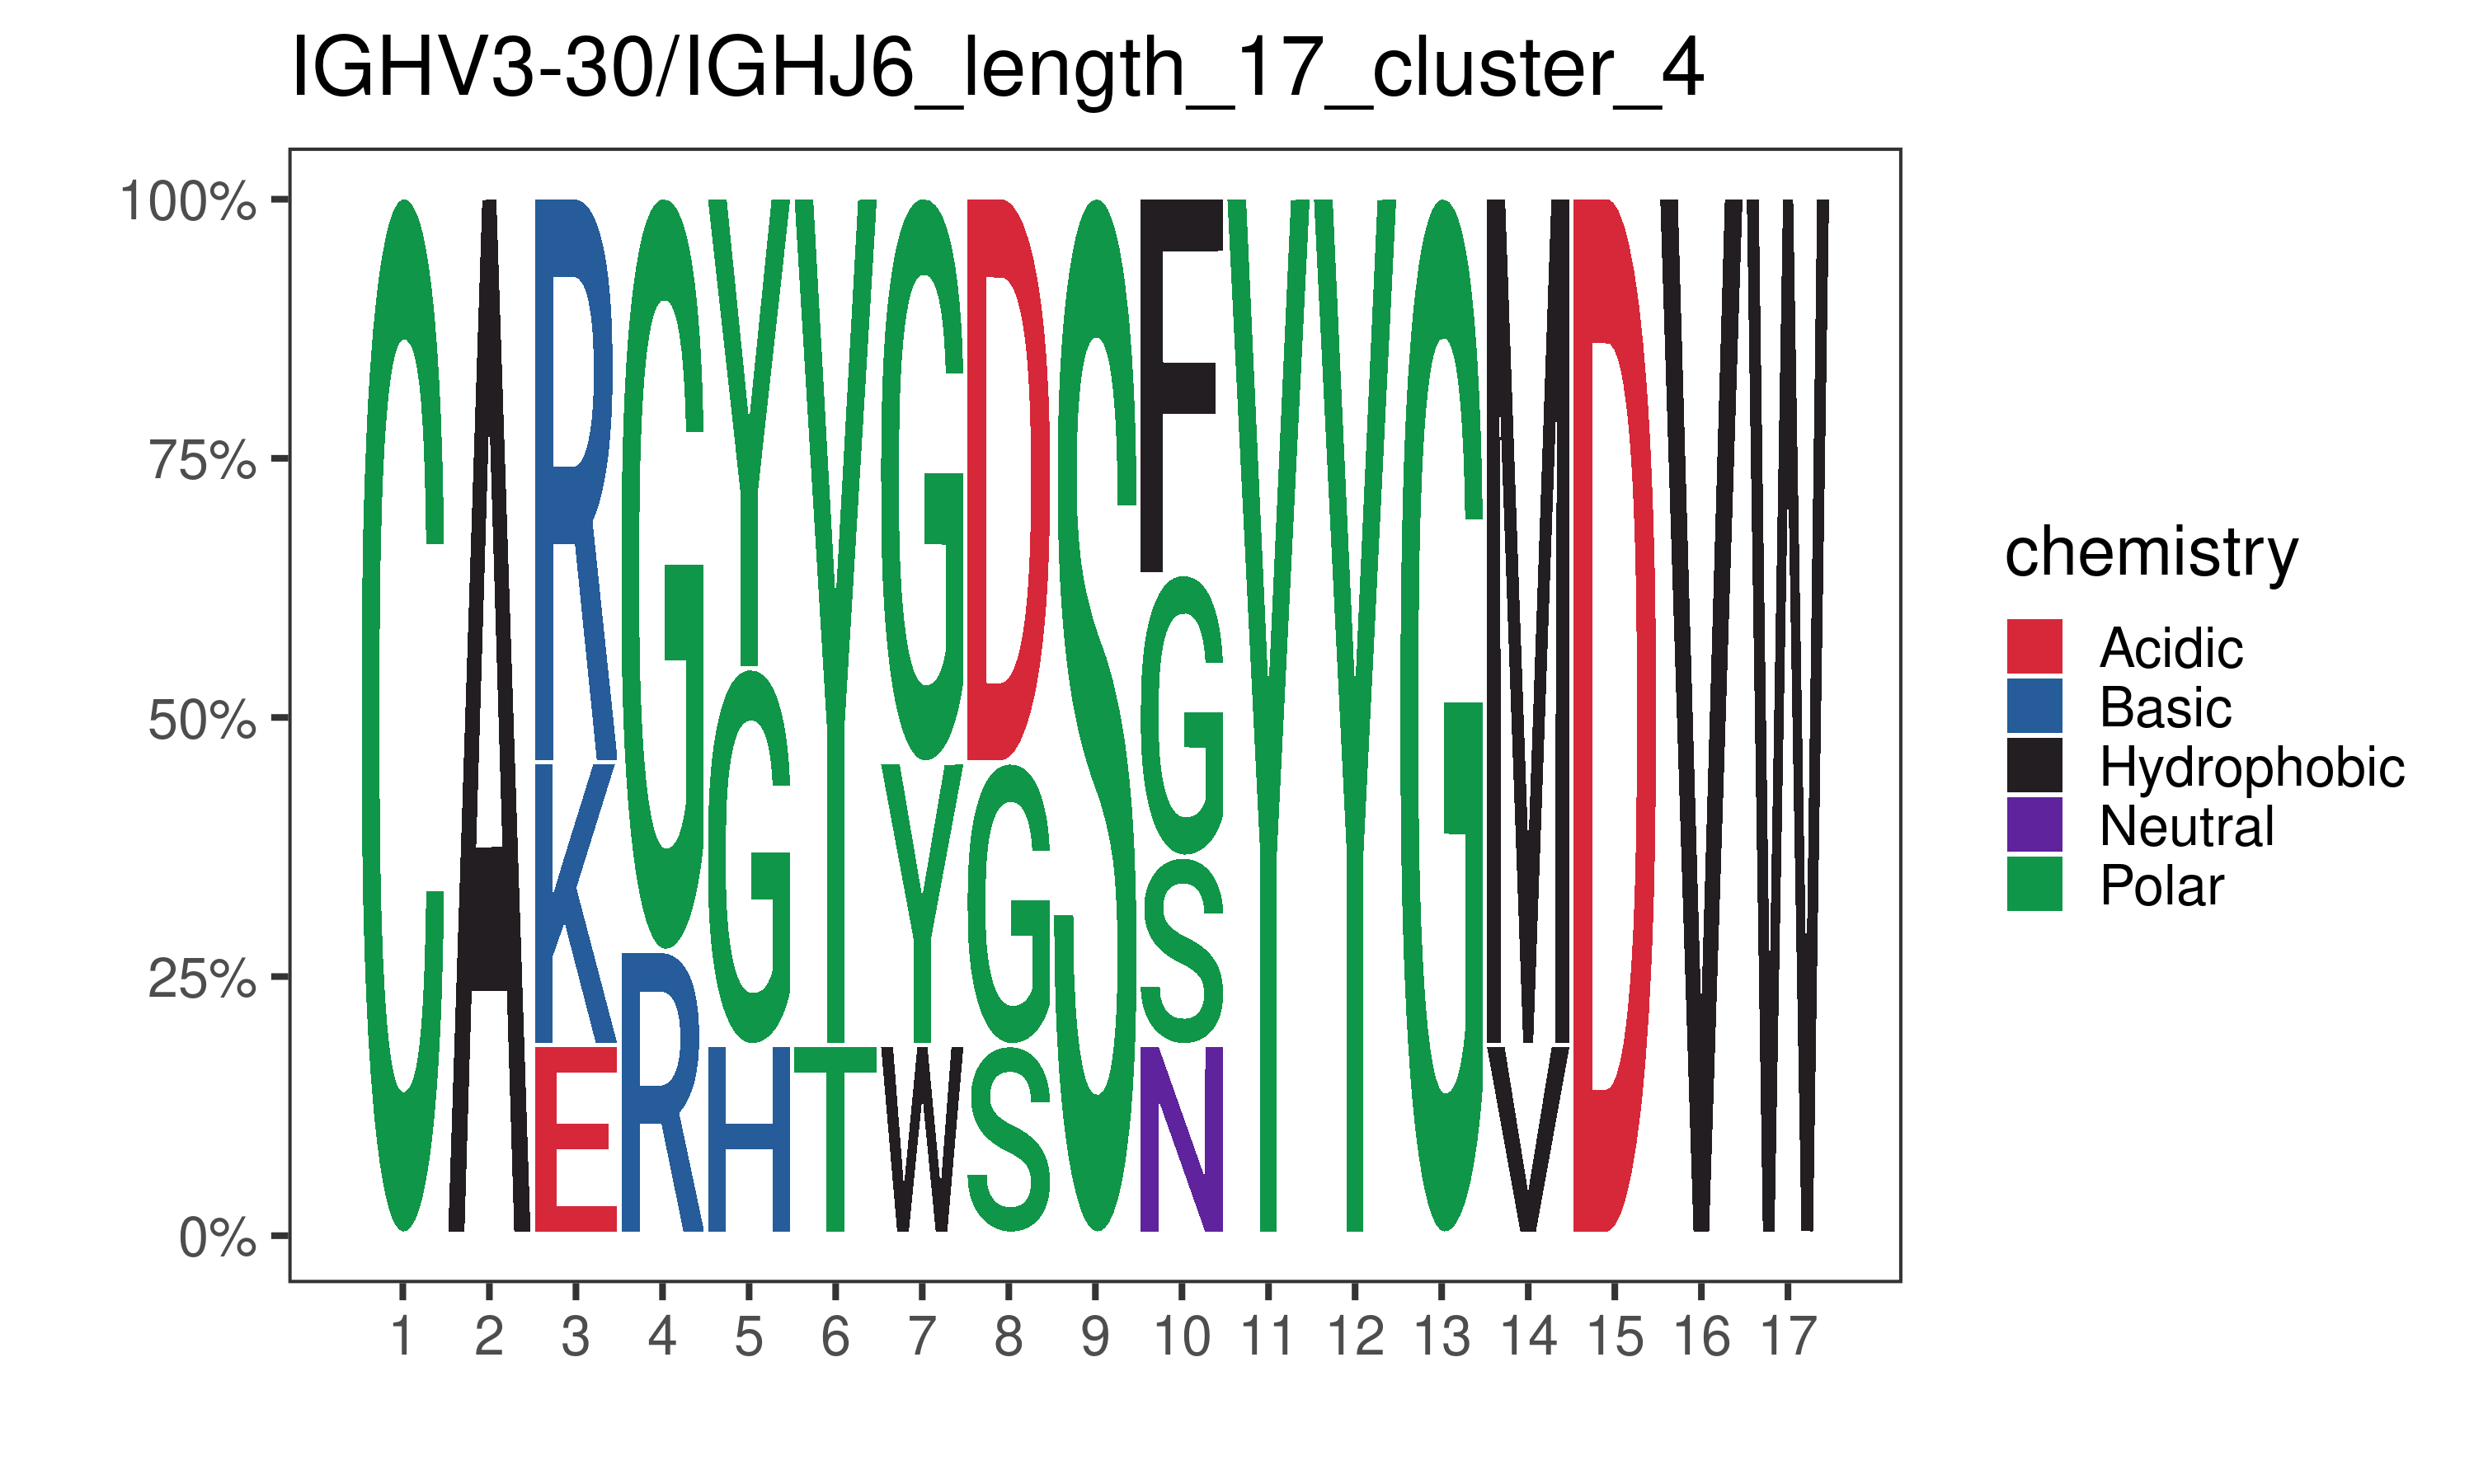 IGHV3-30/IGHJ6_length_17_cluster_4
100%
75%
50%
25%
0%
C A R G Y Y G D S F Y Y G M D V W
K R G T Y G G V
E H W S S
N
1 2 3 4 5 6 7 8 9 10 11 12 13 14 15 16 17
chemistry
Acidic
Basic
Hydrophobic
Neutral
Polar